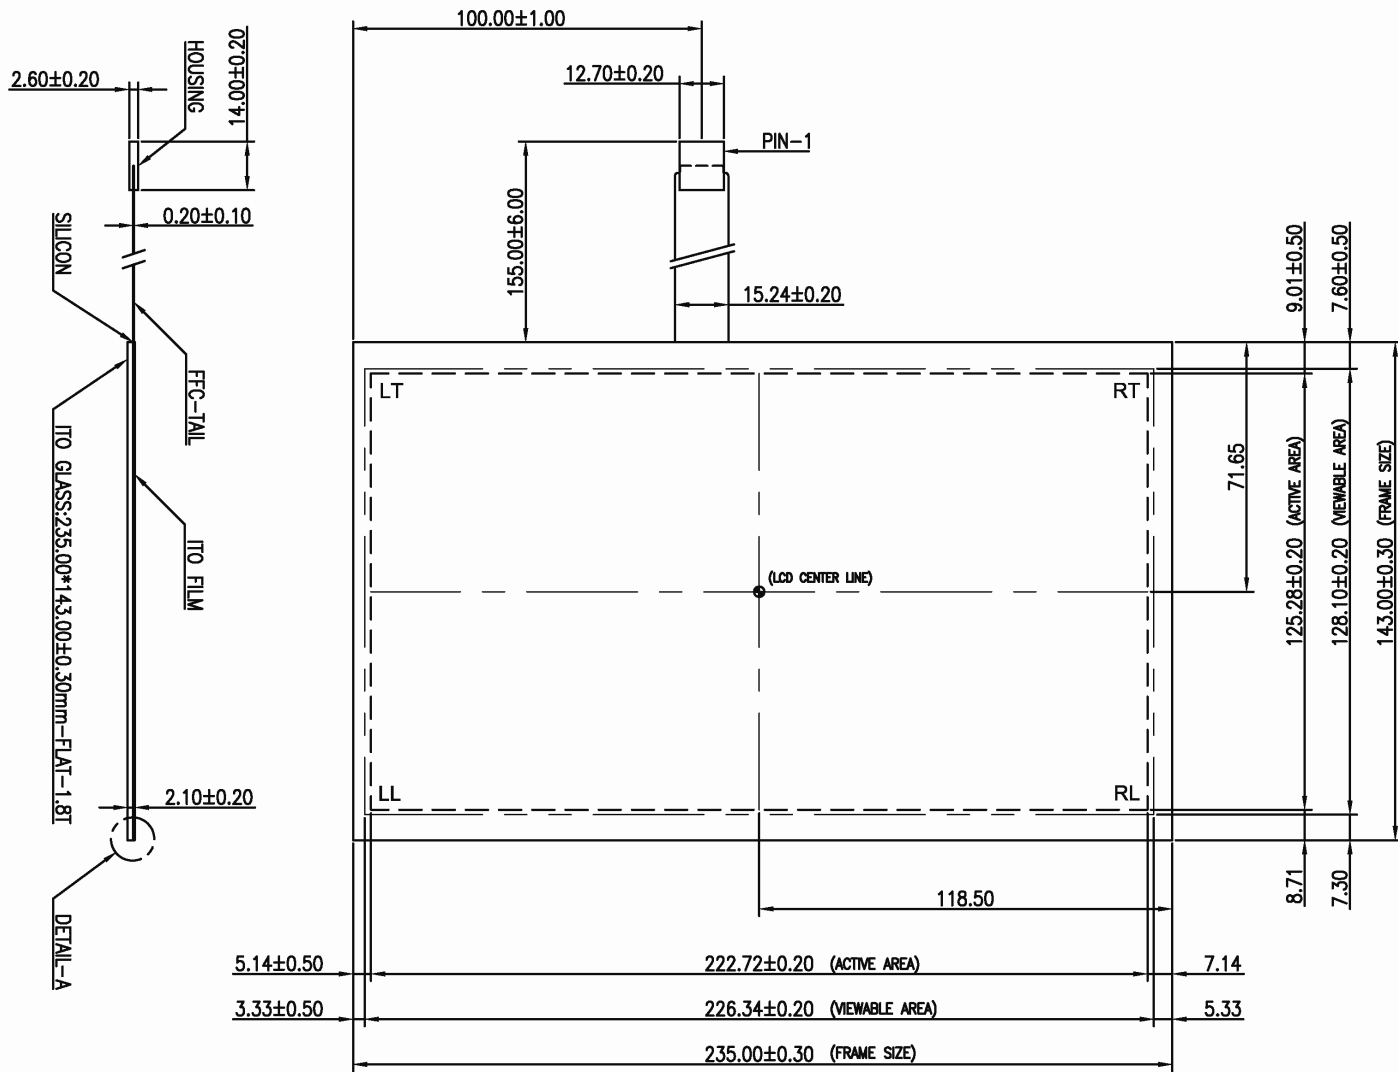 100.00±1.00
12.70±0.20
PIN-1
155.00±6.00
15.24±0.20
2.60±0.20
HOUSING
14.00±0.20
0.20±0.10
SILICON
FFC-TAIL
ITO FILM
ITO GLASS:235.00*143.00±0.30mm-FLAT-1.8T
2.10±0.20
DETAIL-A
LT
RT
(LCD CENTER LINE)
LL
RL
9.01±0.50
7.60±0.50
71.65
125.28±0.20 (ACTIVE AREA)
128.10±0.20 (VIEWABLE AREA)
143.00±0.30 (FRAME SIZE)
8.71
7.30
118.50
5.14±0.50
222.72±0.20 (ACTIVE AREA)
7.14
3.33±0.50
226.34±0.20 (VIEWABLE AREA)
5.33
235.00±0.30 (FRAME SIZE)